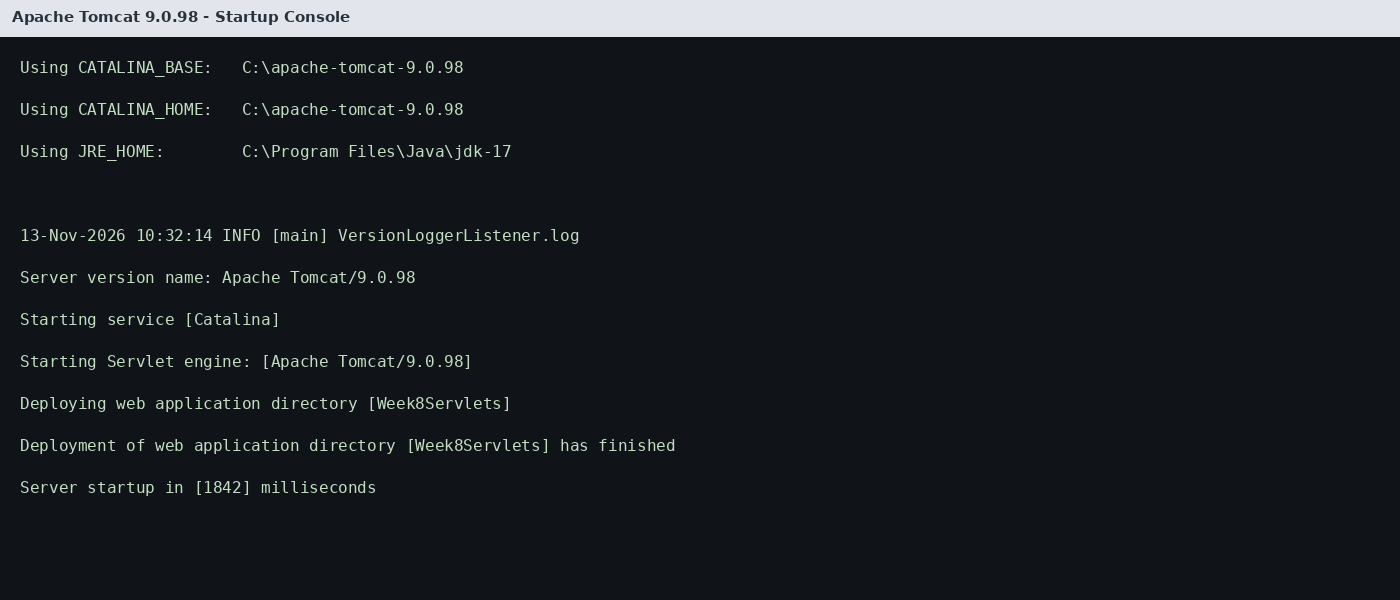 Apache Tomcat 9.0.98 - Startup Console
Using CATALINA_BASE:   C:\apache-tomcat-9.0.98
Using CATALINA_HOME:   C:\apache-tomcat-9.0.98
Using JRE_HOME:        C:\Program Files\Java\jdk-17
13-Nov-2026 10:32:14 INFO [main] VersionLoggerListener.log
Server version name: Apache Tomcat/9.0.98
Starting service [Catalina]
Starting Servlet engine: [Apache Tomcat/9.0.98]
Deploying web application directory [Week8Servlets]
Deployment of web application directory [Week8Servlets] has finished
Server startup in [1842] milliseconds